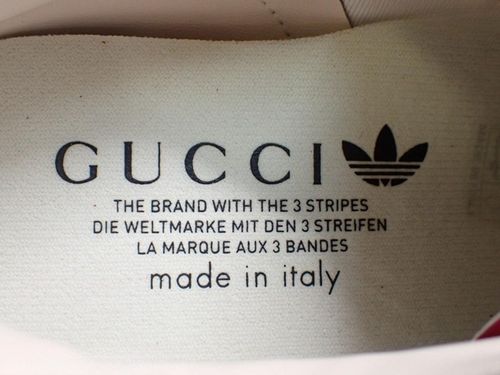 GUCCI
THE BRAND WITH THE 3 STRIPES
DIE WELTMARKE MIT DEN 3 STREIFEN
LA MARQUE AUX 3 BANDES
made in italy